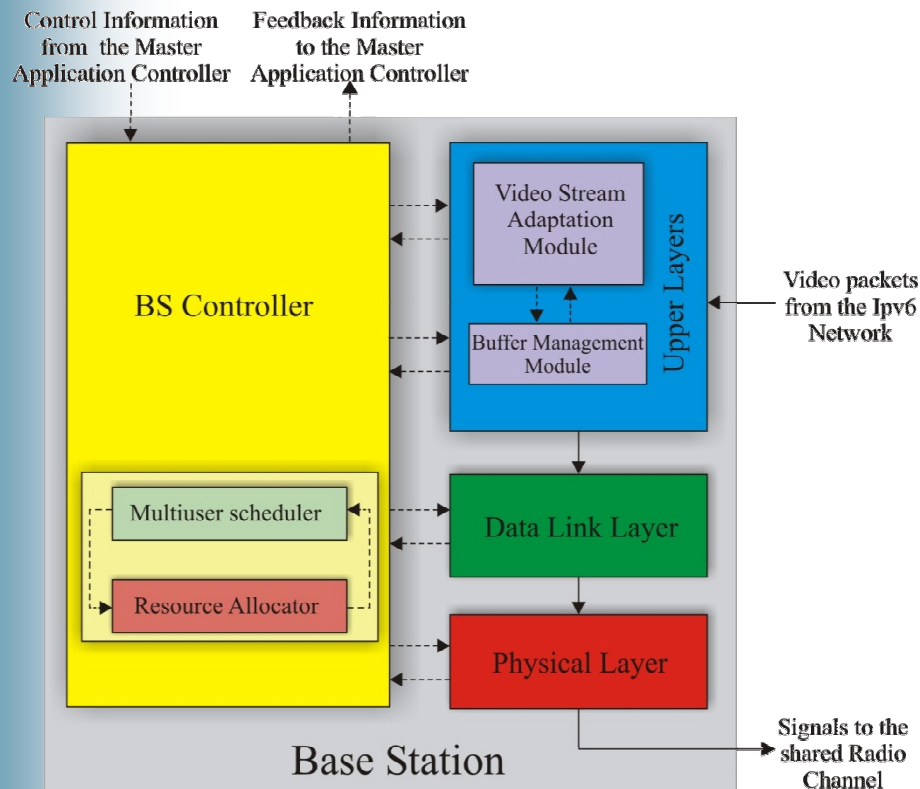 Control Information
from the Master
Application Controller
Feedback Information
to the Master
Application Controller
Video Stream
Adaptation
Module
BS Controller
Upper Layers
Video packets
from the Ipv6
Network
Buffer Management
Module
Multiuser scheduler
Data Link Layer
Resource Allocator
Physical Layer
Signals to the
shared Radio
Channel
Base Station